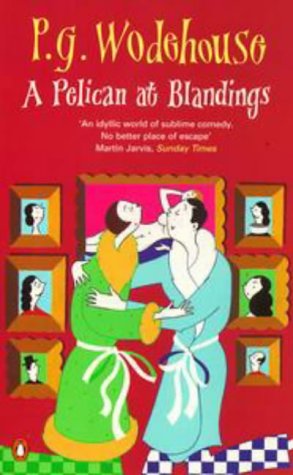 P.G. Wodehouse
A Pelican at Blandings
'An idyllic world of sublime comedy.
No better place of escape'
Martin Jarvis, Sunday Times